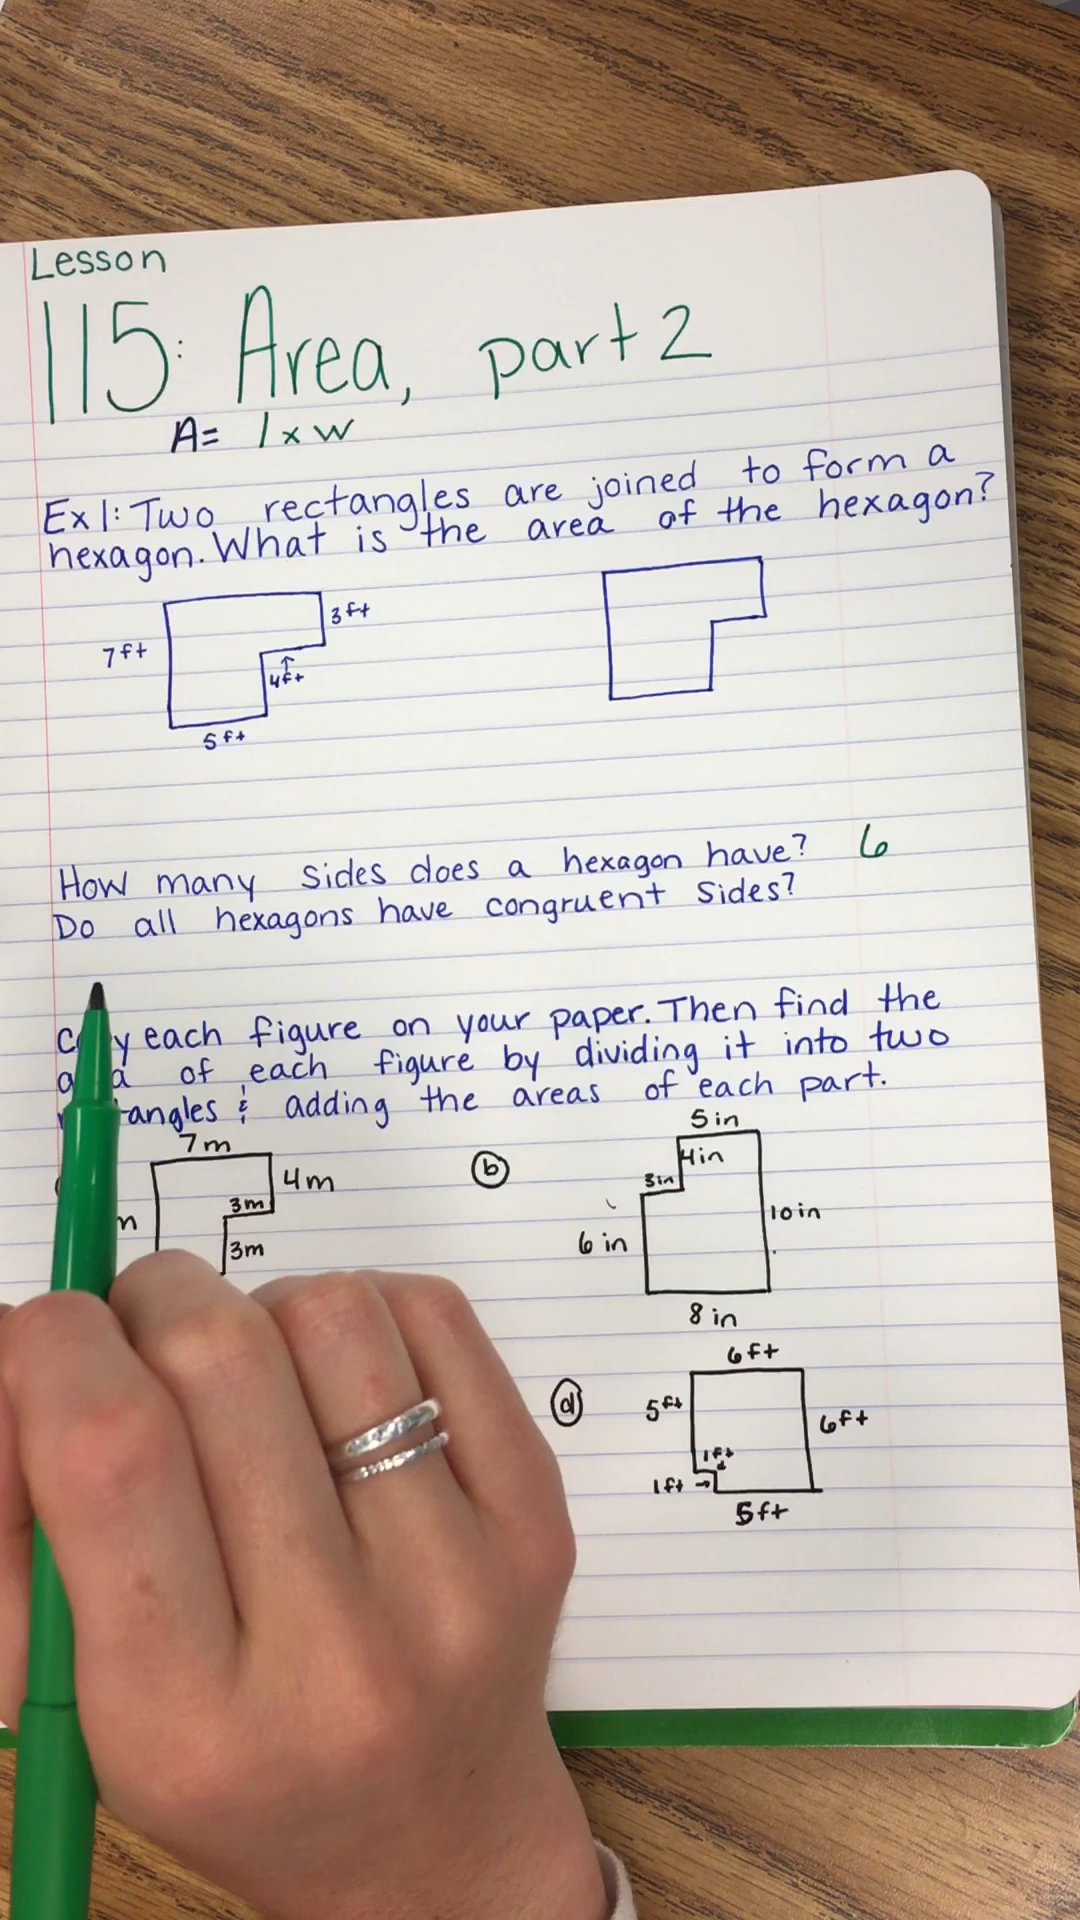 Lesson
115: Area, part 2
A= l x w
Ex1: Two rectangles are joined to form a
hexagon. What is the area of the hexagon?
3ft
7ft
4ft
5ft
How many sides does a hexagon have? 6
Do all hexagons have congruent sides?
each figure on your paper. Then find the
of each figure by dividing it into two
& adding the areas of each part.
7m
4m
3m
3m
b
5in
4in
3in
10in
6 in
8 in
d
6ft
5ft
6ft
1ft
1ft
5ft